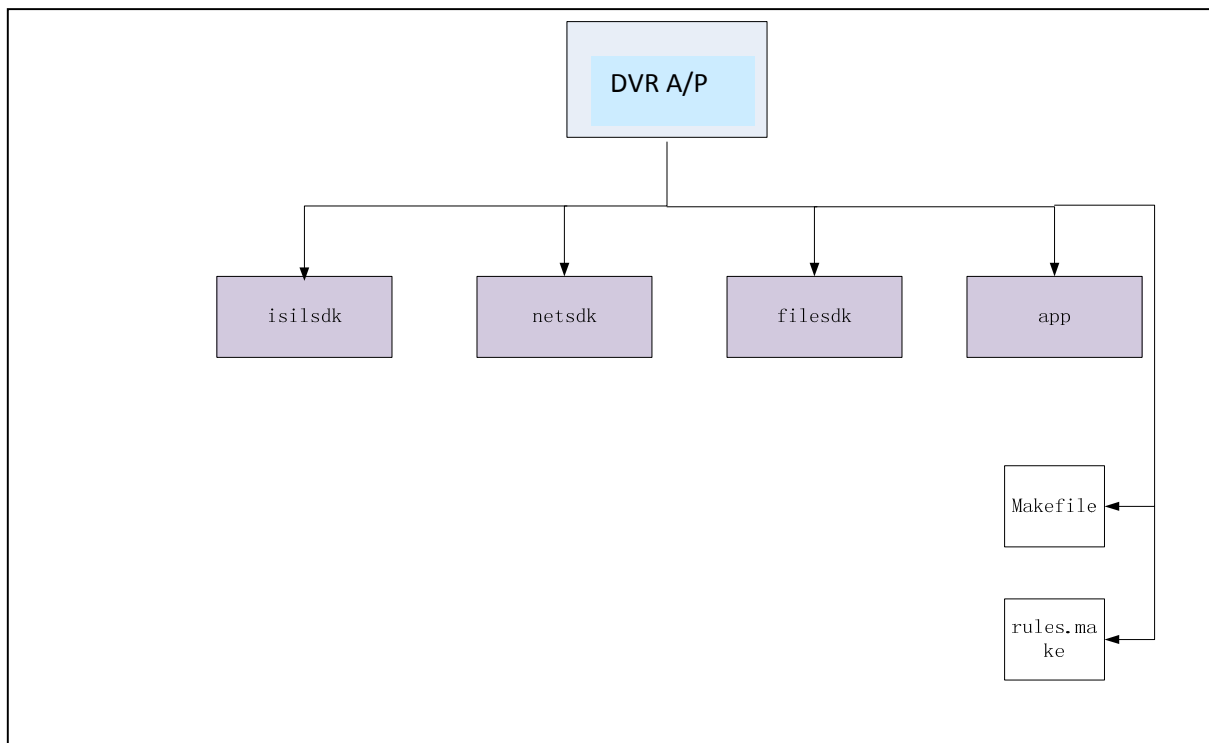 DVR A/P
isilsdk
netsdk
filesdk
app
Makefile
rules.ma
ke